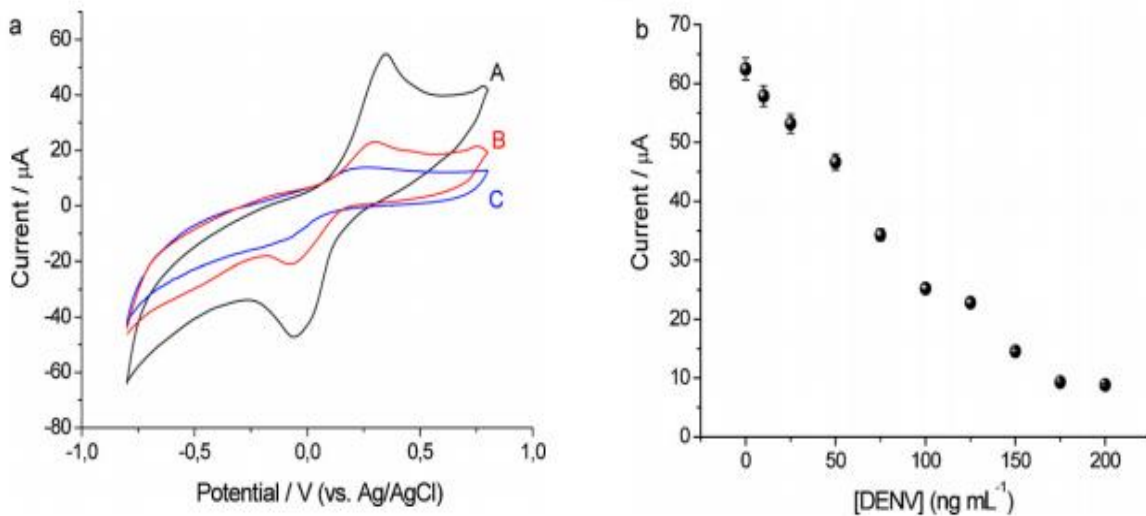 a
60
40
20
0
-20
-40
-60
-80
-1,0
-0,5
0,0
0,5
1,0
Current / μA
Potential / V (vs. Ag/AgCl)
A
B
C
b
70
60
50
40
30
20
10
0
0
50
100
150
200
Current / μA
[DENV] (ng mL⁻¹)